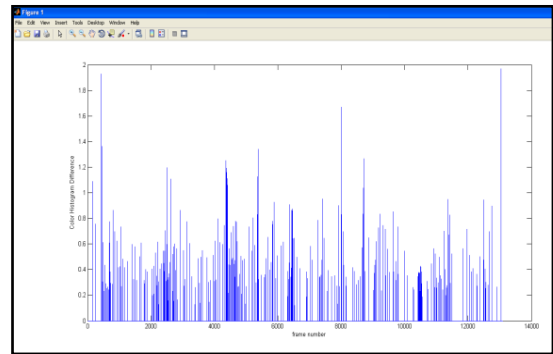 Figure 1
File Edit View Insert Tools Desktop Window Help
2
1.8
1.6
1.4
1.2
1
0.8
0.6
0.4
0.2
0
Color Histogram Difference
0 2000 4000 6000 8000 10000 12000 14000
frame number